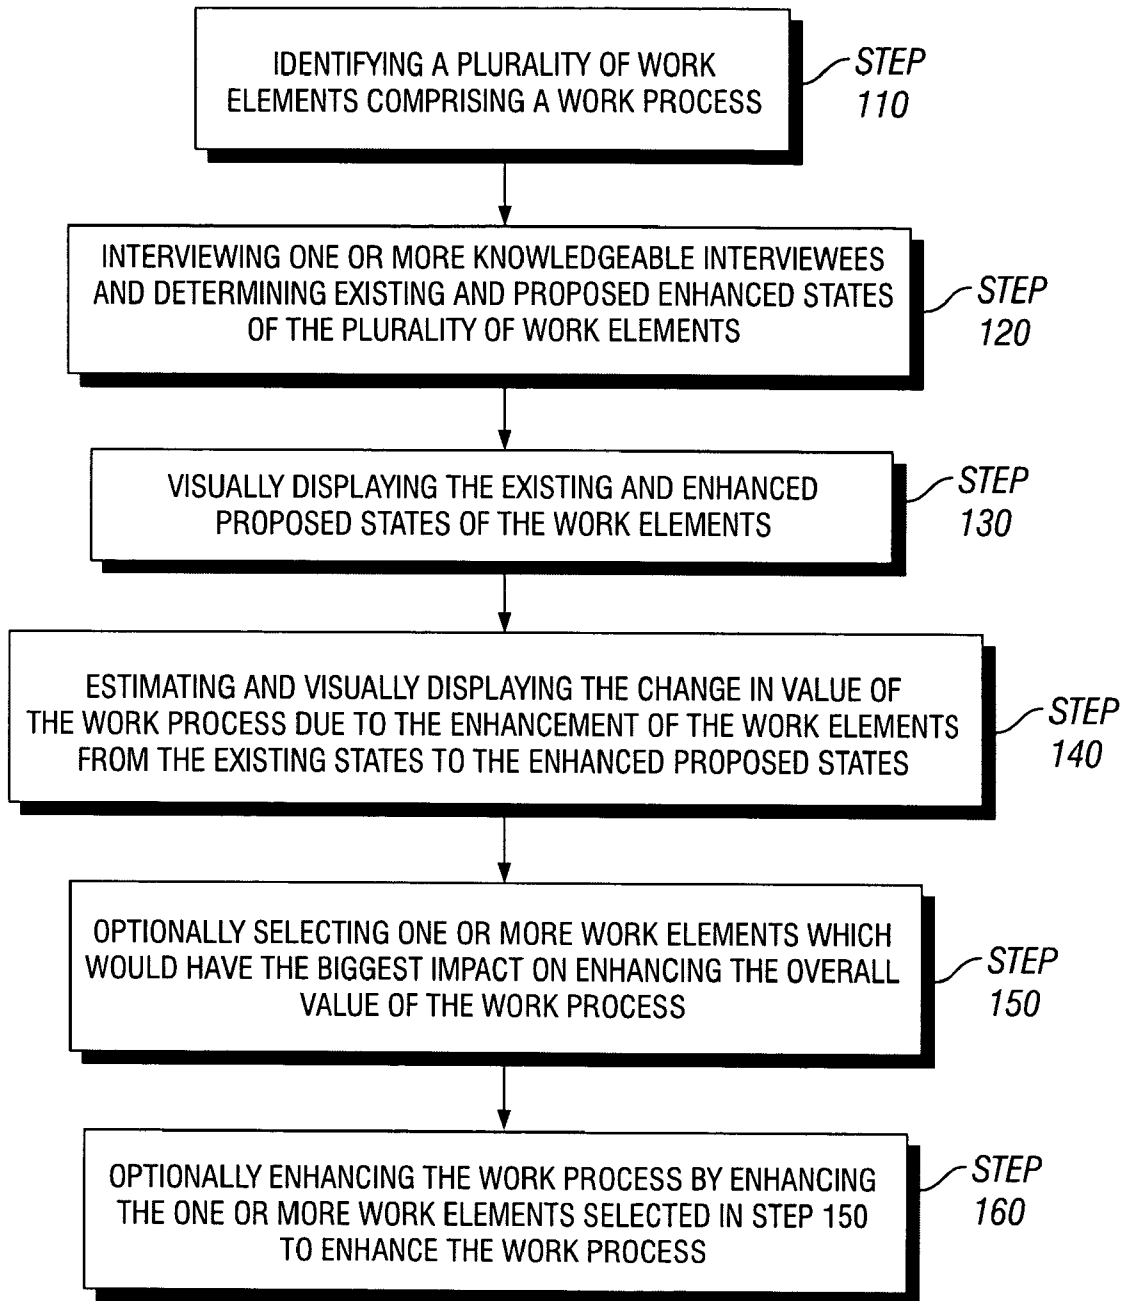 IDENTIFYING A PLURALITY OF WORK
ELEMENTS COMPRISING A WORK PROCESS
STEP
110
INTERVIEWING ONE OR MORE KNOWLEDGEABLE INTERVIEWEES
AND DETERMINING EXISTING AND PROPOSED ENHANCED STATES
OF THE PLURALITY OF WORK ELEMENTS
STEP
120
VISUALLY DISPLAYING THE EXISTING AND ENHANCED
PROPOSED STATES OF THE WORK ELEMENTS
STEP
130
ESTIMATING AND VISUALLY DISPLAYING THE CHANGE IN VALUE OF
THE WORK PROCESS DUE TO THE ENHANCEMENT OF THE WORK ELEMENTS
FROM THE EXISTING STATES TO THE ENHANCED PROPOSED STATES
STEP
140
OPTIONALLY SELECTING ONE OR MORE WORK ELEMENTS WHICH
WOULD HAVE THE BIGGEST IMPACT ON ENHANCING THE OVERALL
VALUE OF THE WORK PROCESS
STEP
150
OPTIONALLY ENHANCING THE WORK PROCESS BY ENHANCING
THE ONE OR MORE WORK ELEMENTS SELECTED IN STEP 150
TO ENHANCE THE WORK PROCESS
STEP
160